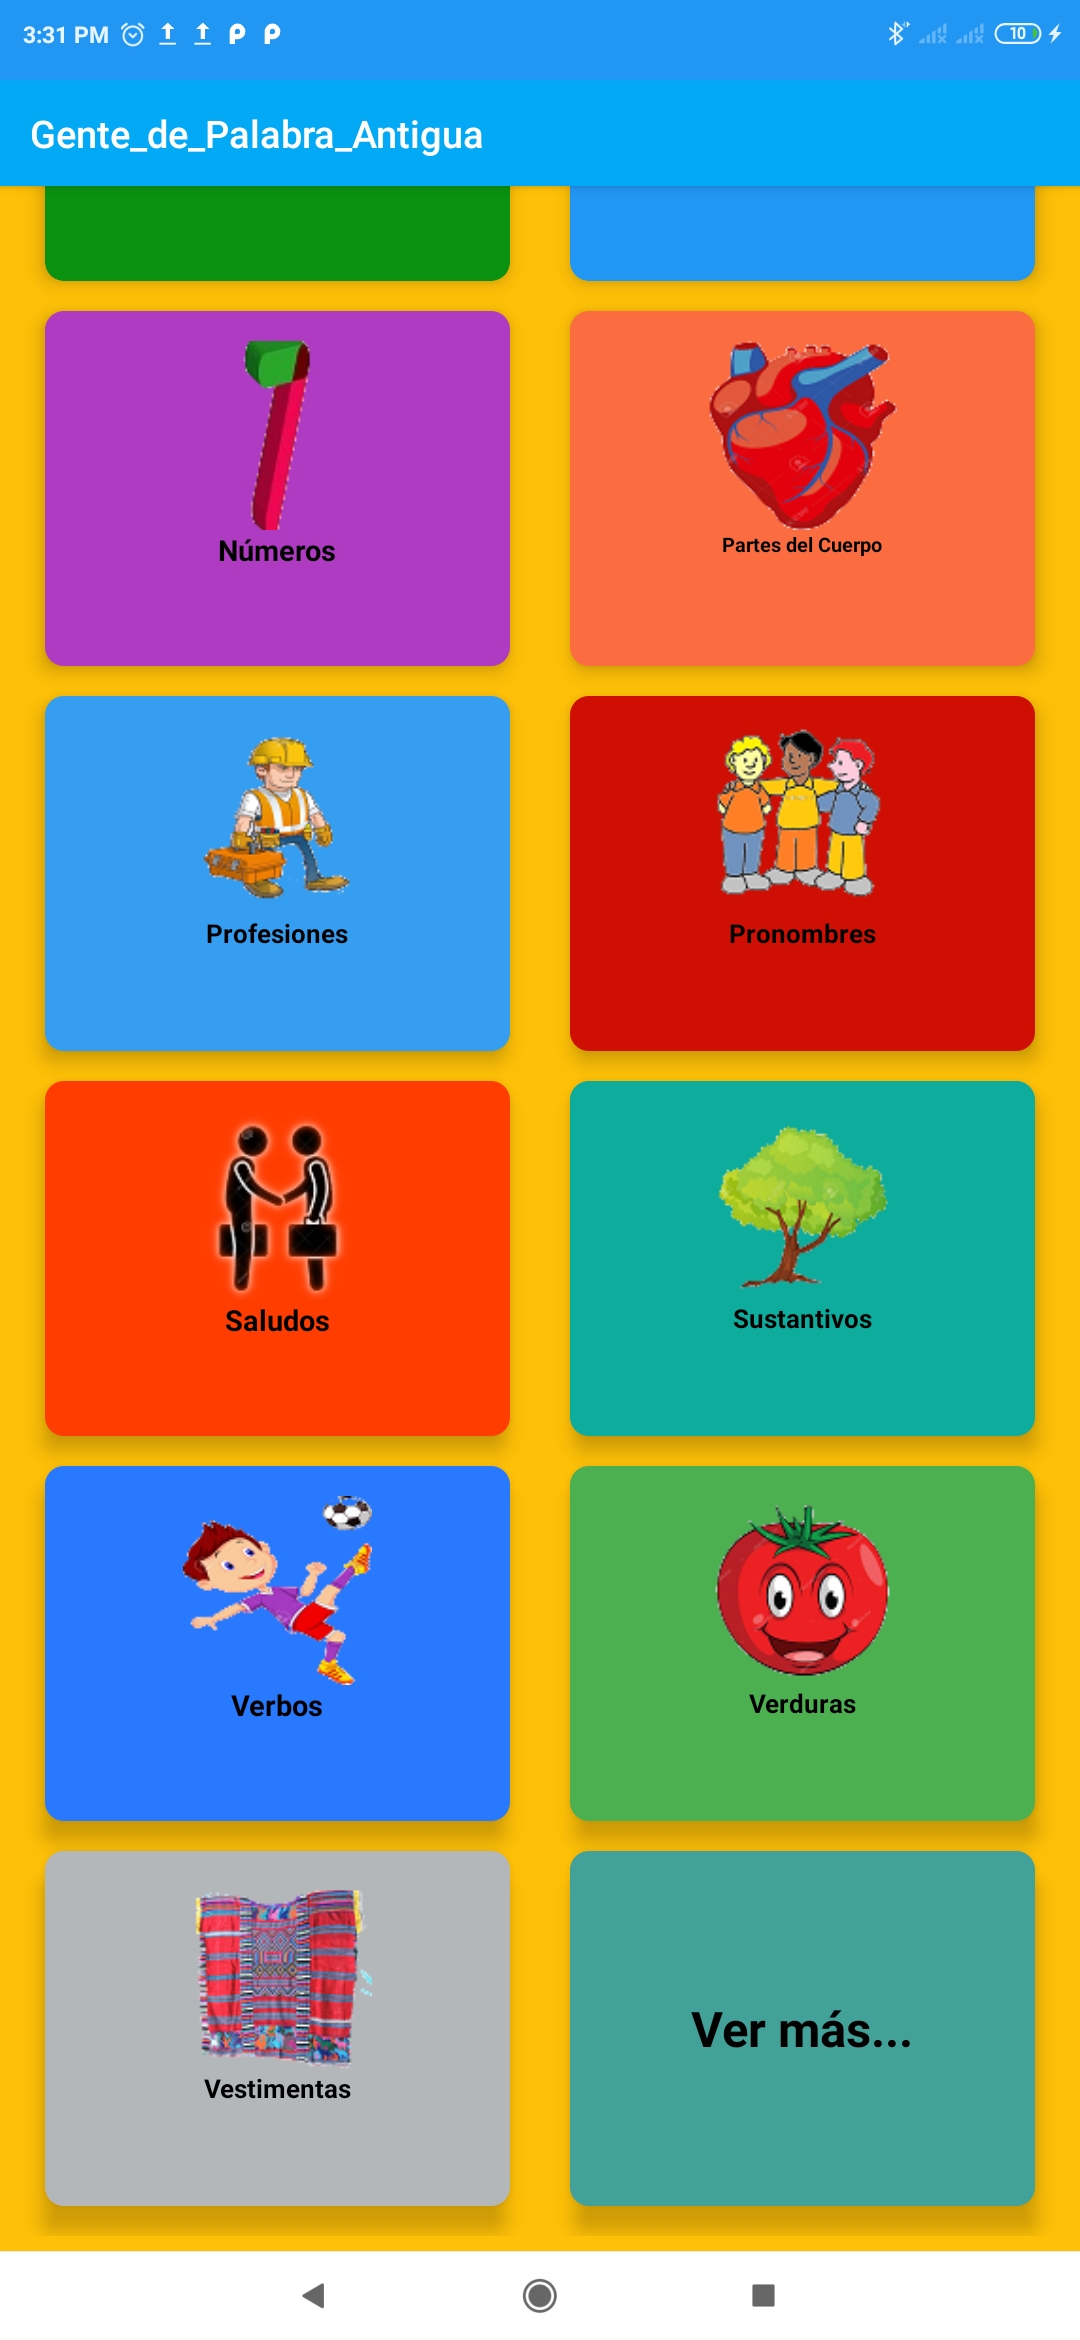 3:31 PM
10
Gente_de_Palabra_Antigua
Números
Partes del Cuerpo
Profesiones
Pronombres
Saludos
Sustantivos
Verbos
Verduras
Vestimentas
Ver más...